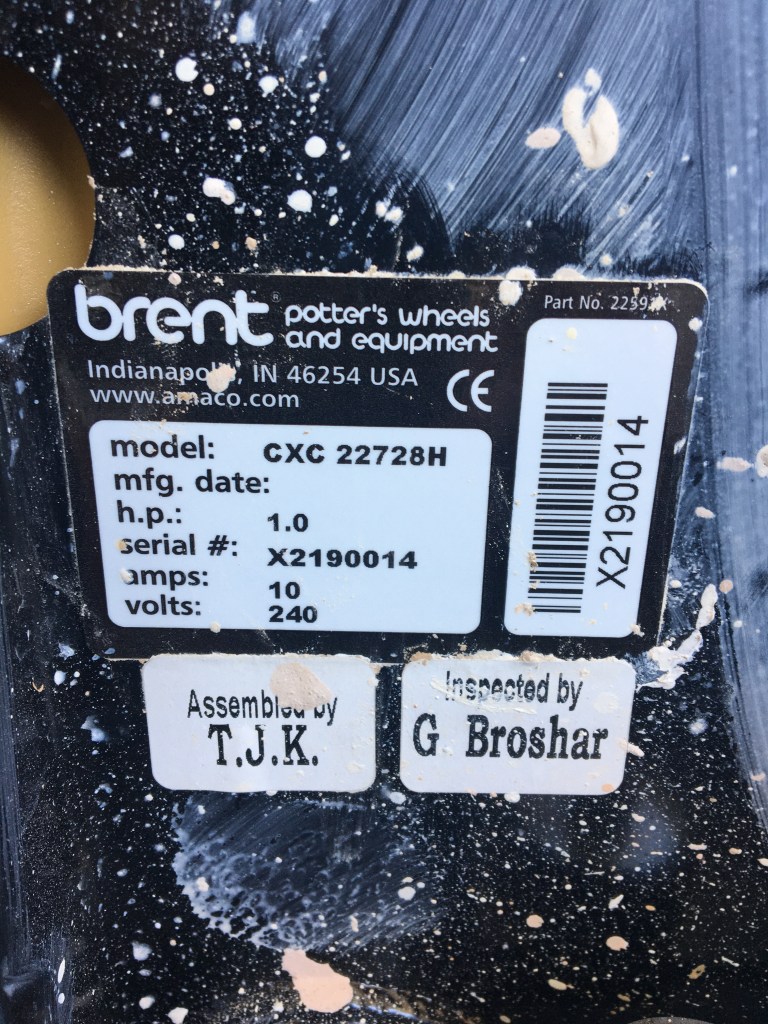 brent® potter's wheels
and equipment
Indianapolis, IN 46254 USA
www.amaco.com
CE
Part No.
model: CXC 22728H
mfg. date:
h.p.: 1.0
serial #: X2190014
amps: 10
volts: 240
X2190014
Assembled by
T.J.K.
Inspected by
G Broshar